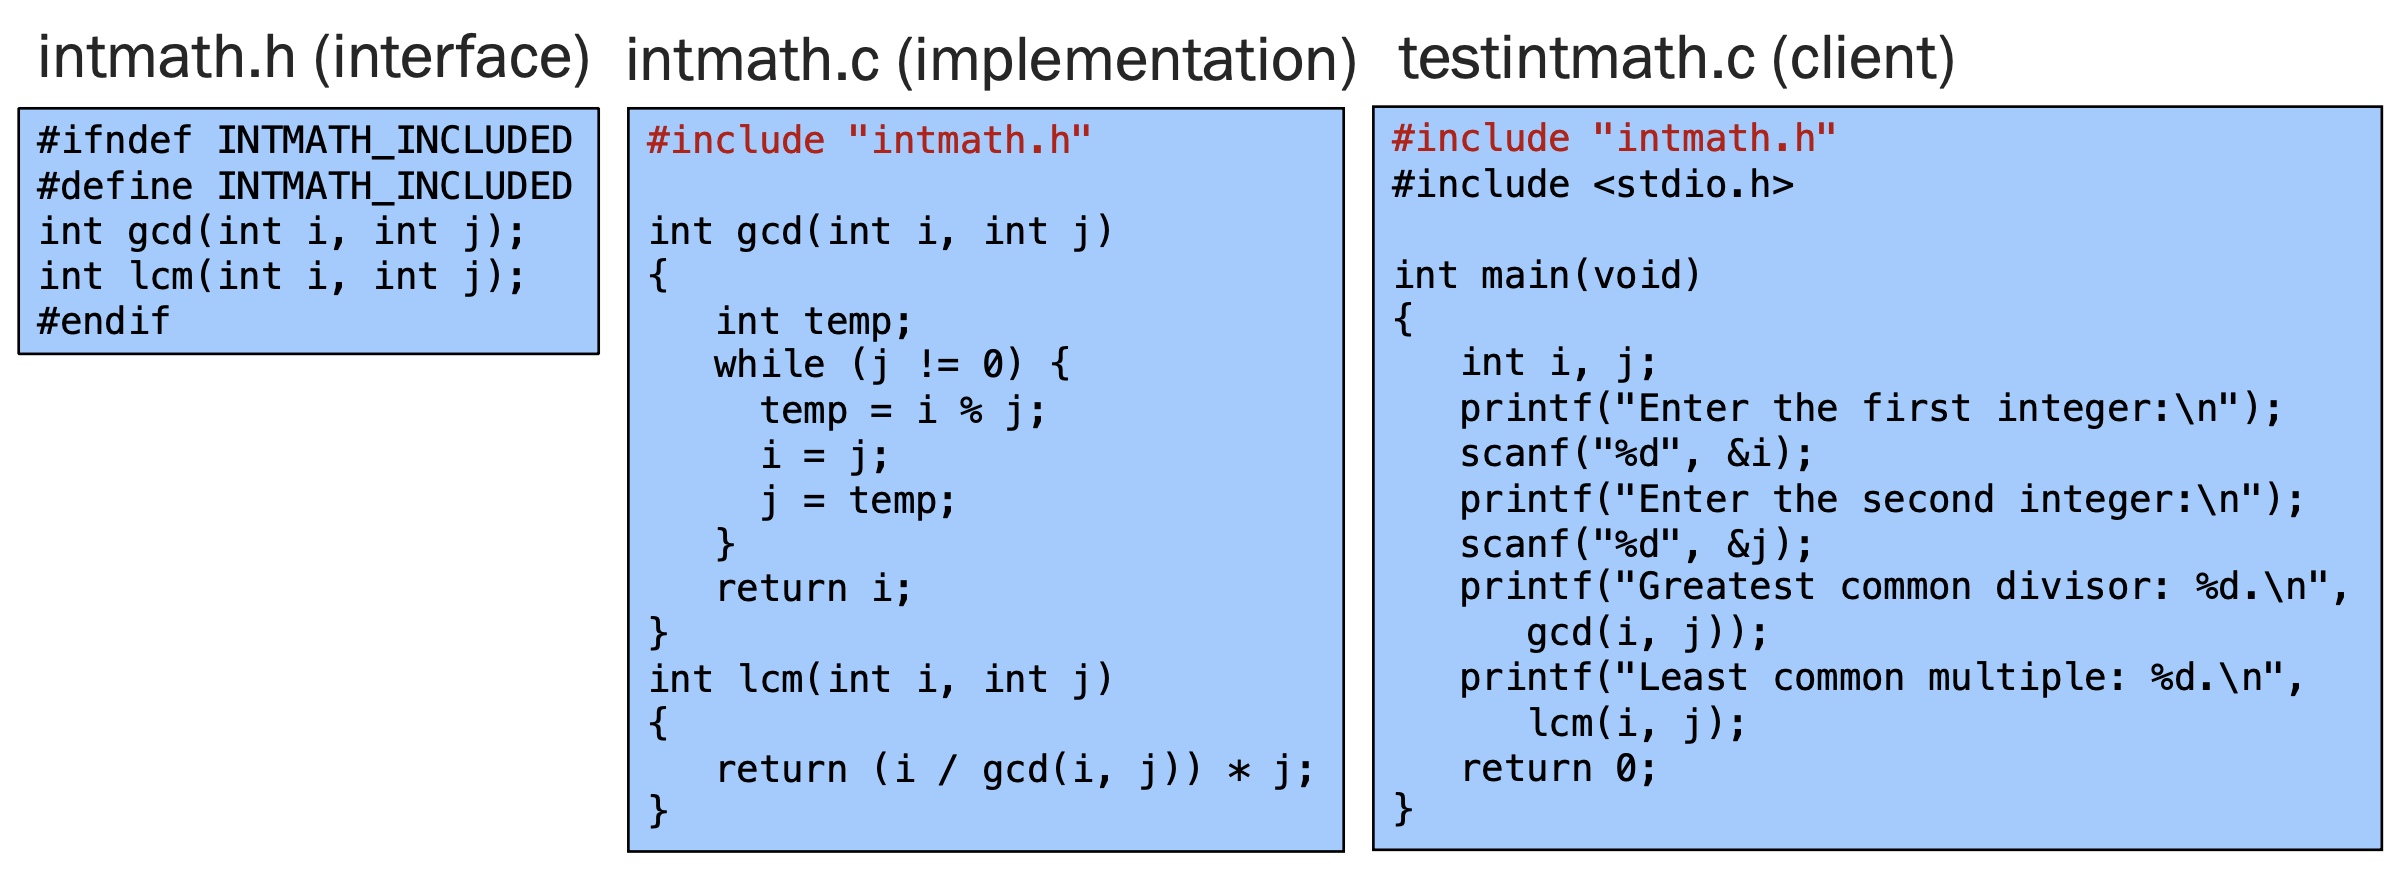 intmath.h (interface)
#ifndef INTMATH_INCLUDED
#define INTMATH_INCLUDED
int gcd(int i, int j);
int lcm(int i, int j);
#endif
intmath.c (implementation)
#include "intmath.h"
int gcd(int i, int j)
{
   int temp;
   while (j != 0) {
     temp = i % j;
     i = j;
     j = temp;
   }
   return i;
}
int lcm(int i, int j)
{
   return (i / gcd(i, j)) * j;
}
testintmath.c (client)
#include "intmath.h"
#include <stdio.h>
int main(void)
{
   int i, j;
   printf("Enter the first integer:\n");
   scanf("%d", &i);
   printf("Enter the second integer:\n");
   scanf("%d", &j);
   printf("Greatest common divisor: %d.\n",
      gcd(i, j));
   printf("Least common multiple: %d.\n",
      lcm(i, j);
   return 0;
}